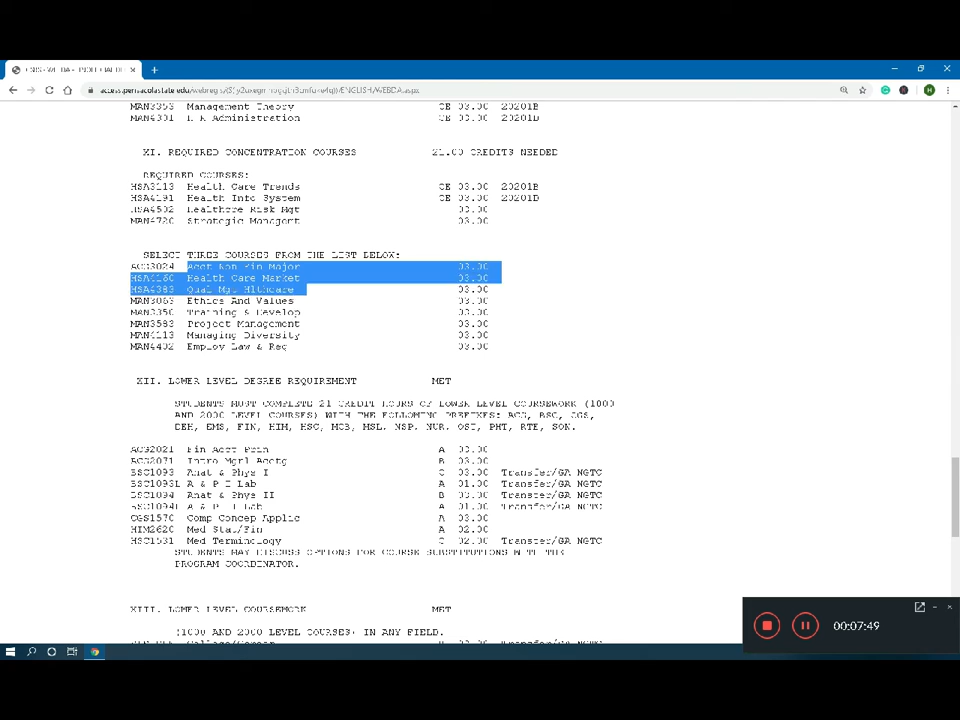 MAN3353 Management Theory CE 03.00 20201B
MAN4301 H R Administration CE 03.00 20201B
XI. REQUIRED CONCENTRATION COURSES 21.00 CREDITS NEEDED
REQUIRED COURSES:
HSA3113 Health Care Trends CE 03.00 20201B
HSA4191 Health Info System CE 03.00 20201B
HSA4502 Healthcre Risk Mgt 03.00
MAN4720 Strategic Managemt 03.00
SELECT THREE COURSES FROM THE LIST BELOW:
ACG3024 Acct Non Fin Major 03.00
HSA4160 Health Care Market 03.00
HSA4383 Qual Mgt Hlthcare 03.00
MAN3063 Ethics And Values 03.00
MAN3350 Training & Develop 03.00
MAN3583 Project Management 03.00
MAN4113 Managing Diversity 03.00
MAN4402 Employ Law & Reg 03.00
XII. LOWER LEVEL DEGREE REQUIREMENT MET
STUDENTS MUST COMPLETE 21 CREDIT HOURS OF LOWER LEVEL COURSEWORK (1000
AND 2000 LEVEL COURSES) WITH THE FOLLOWING PREFIXES: ACG, BSC, CGS,
DEH, EMS, FIN, HIM, HSC, MCB, MSL, NSP, NUR, OST, PHT, RTE, SON.
ACG2021 Fin Acct Prin A 03.00
ACG2071 Intro Mgrl Acctg B 03.00
BSC1093 Anat & Phys I C 03.00 Transfer/GA NGTC
BSC1093L A & P I Lab A 01.00 Transfer/GA NGTC
BSC1094 Anat & Phys II B 03.00 Transfer/GA NGTC
BSC1094L A & P I Lab A 01.00 Transfer/GA NGTC
CGS1570 Comp Concep Applic A 03.00
HIM2620 Med Stat/Fin A 02.00
HSC1531 Med Terminology C 02.00 Transfer/GA NGTC
STUDENTS MAY DISCUSS OPTIONS FOR COURSE SUBSTITUTIONS WITH THE
PROGRAM COORDINATOR.
XIII. LOWER LEVEL COURSEWORK MET
(1000 AND 2000 LEVEL COURSES) IN ANY FIELD.
00:07:49